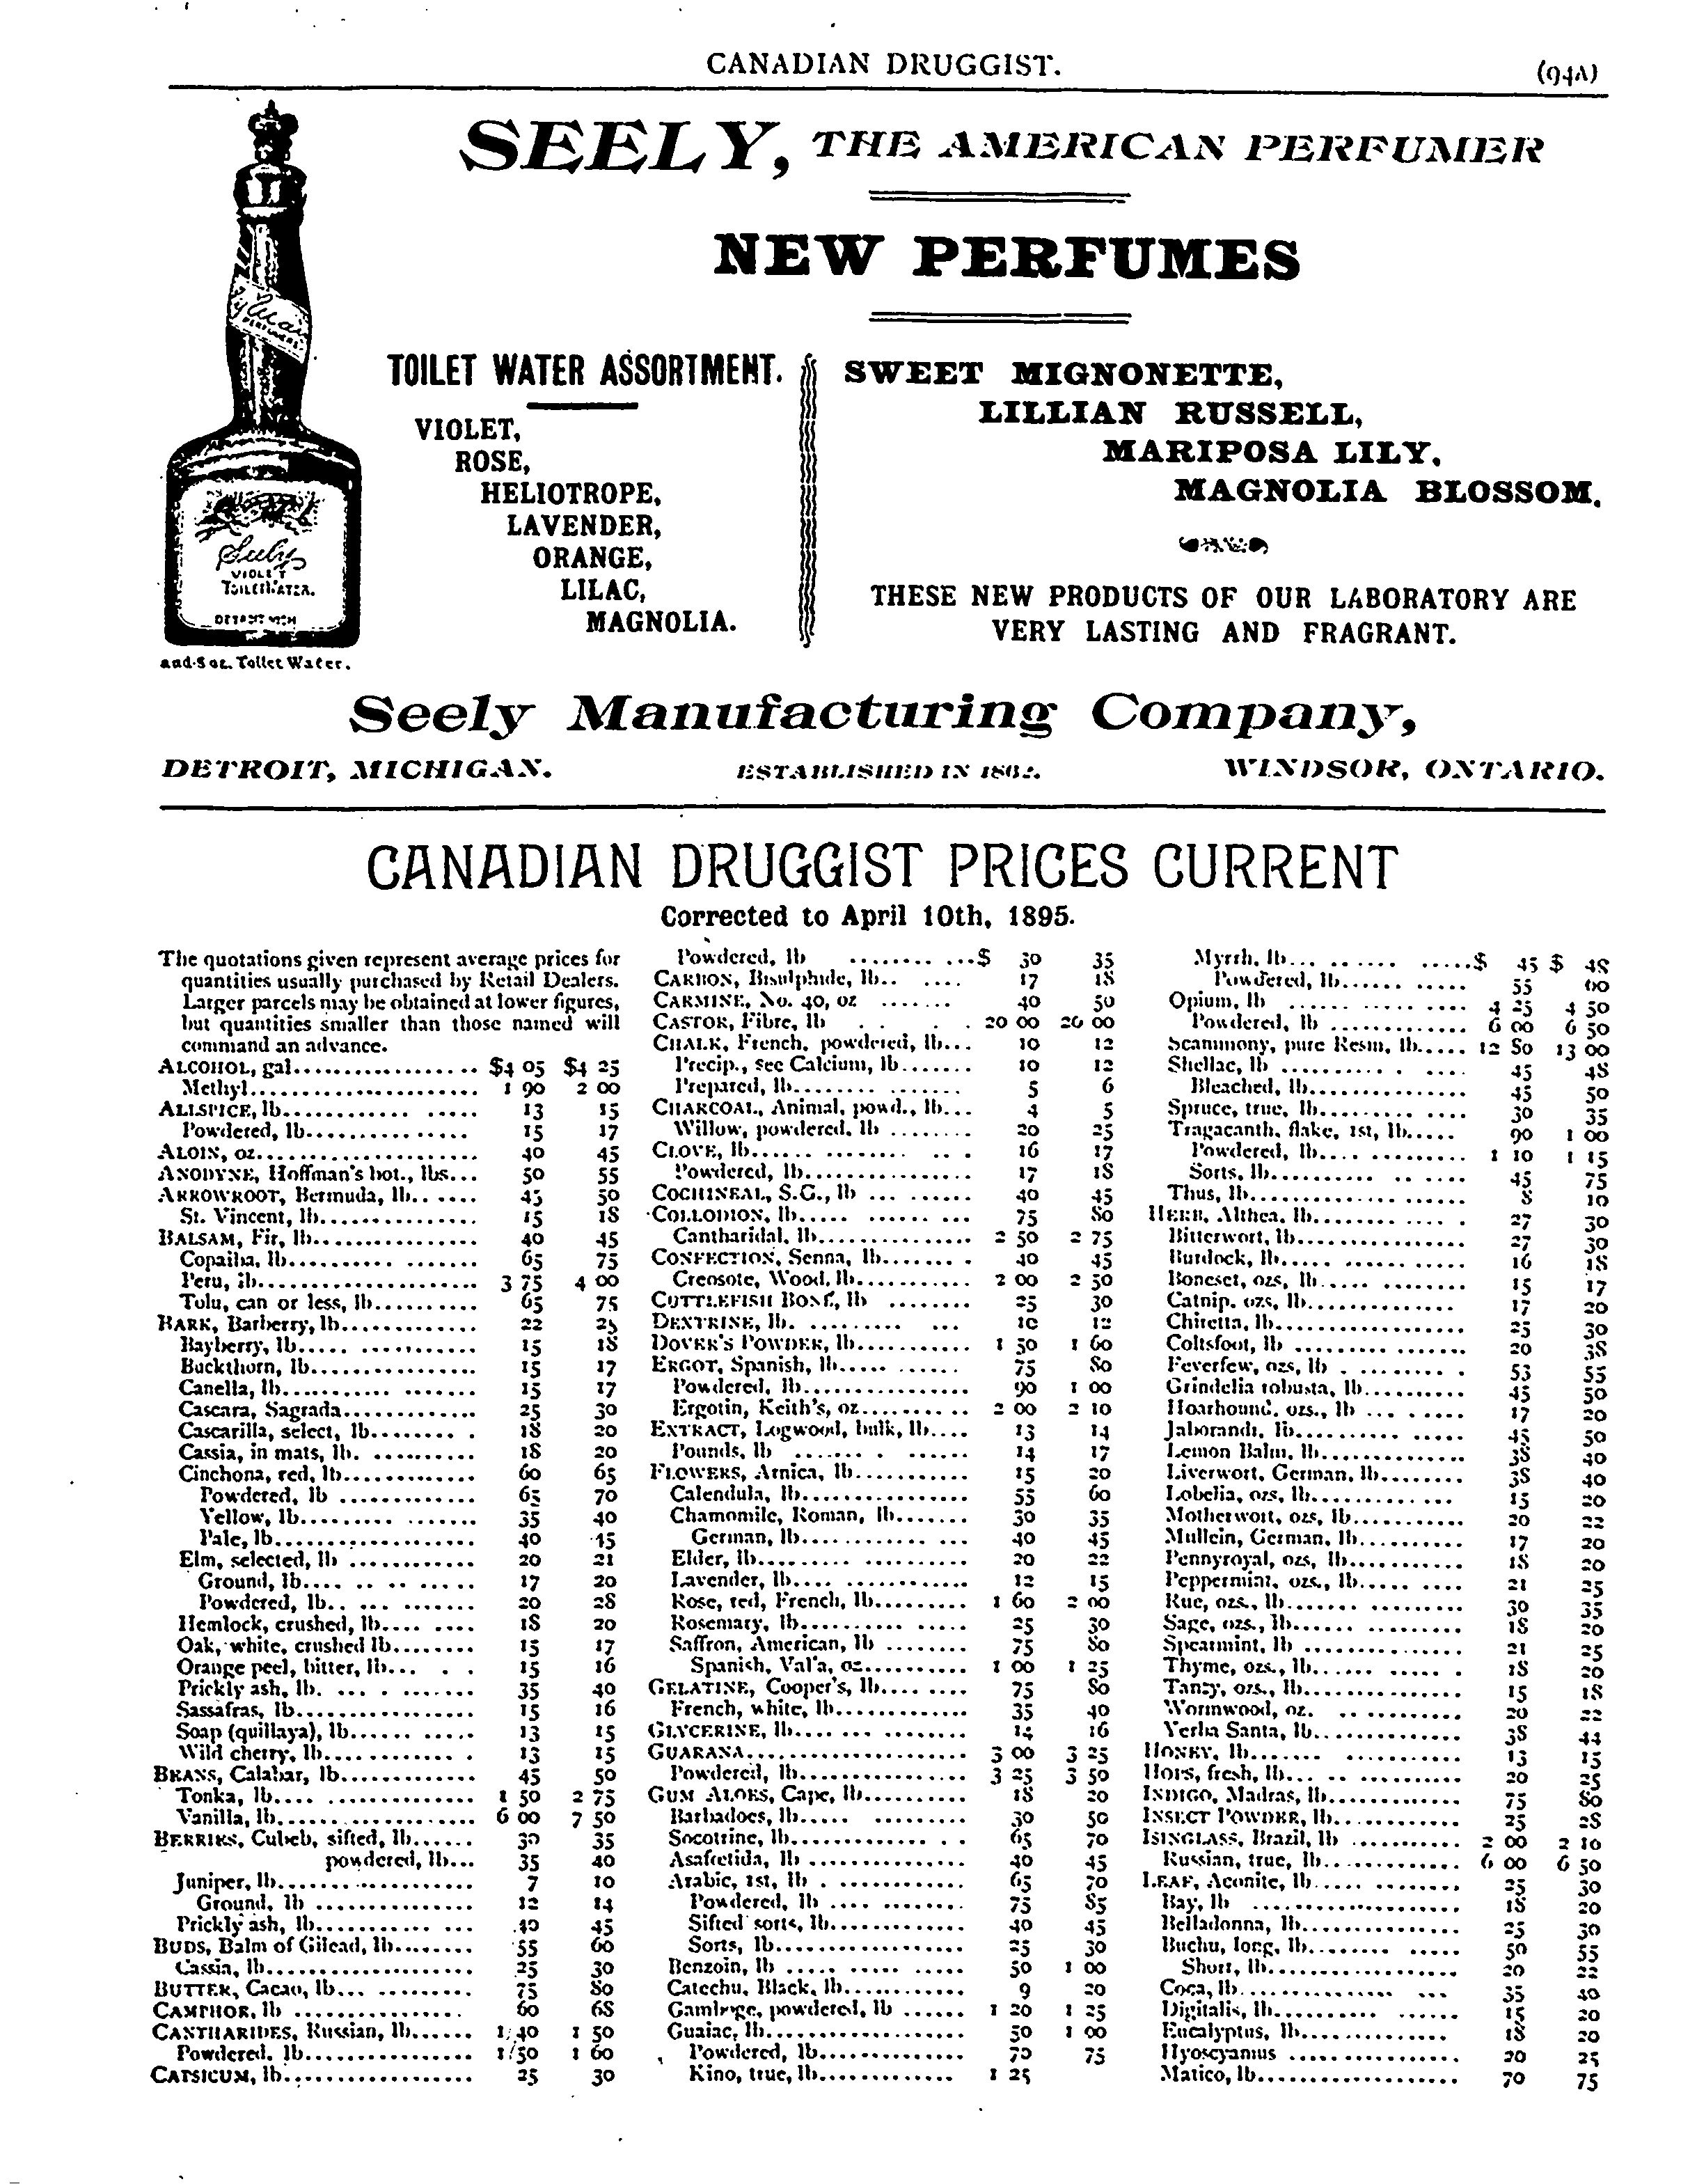 CANADIAN DRUGGIST.
(94A)
SEELY, THE AMERICAN PERFUMER
NEW PERFUMES
TOILET WATER ASSORTMENT.
VIOLET,
ROSE,
HELIOTROPE,
LAVENDER,
ORANGE,
LILAC,
MAGNOLIA.
SWEET MIGNONETTE,
LILLIAN RUSSELL,
MARIPOSA LILY,
MAGNOLIA BLOSSOM.
THESE NEW PRODUCTS OF OUR LABORATORY ARE
VERY LASTING AND FRAGRANT.
Seely
VIOLET
TOILET WATER.
DETROIT MICH
and 8 oz. Toilet Water.
Seely Manufacturing Company,
DETROIT, MICHIGAN. ESTABLISHED IN 1862. WINDSOR, ONTARIO.
CANADIAN DRUGGIST PRICES CURRENT
Corrected to April 10th, 1895.
The quotations given represent average prices for
quantities usually purchased by Retail Dealers.
Larger parcels may be obtained at lower figures,
but quantities smaller than those named will
command an advance.
ALCOHOL, gal. $4 05 $4 25
Methyl 1 90 2 00
ALLSPICE, lb. 13 15
Powdered, lb. 15 17
ALOIN, oz. 40 45
ANODYNE, Hoffman's bot., lbs. 50 55
ARROWROOT, Bermuda, lb. 45 50
St. Vincent, lb. 15 18
BALSAM, Fir, lb. 40 45
Copaiba, lb. 65 75
Peru, lb. 3 75 4 00
Tolu, can or less, lb. 65 75
BARK, Barberry, lb. 22 25
Bayberry, lb. 15 18
Buckthorn, lb. 15 17
Canella, lb. 15 17
Cascara, Sagrada 25 30
Cascarilla, select, lb. 18 20
Cassia, in mats, lb. 18 20
Cinchona, red, lb. 60 65
Powdered, lb 65 70
Yellow, lb. 35 40
Pale, lb. 40 45
Elm, selected, lb 20 21
Ground, lb. 17 20
Powdered, lb. 20 28
Hemlock, crushed, lb. 18 20
Oak, white, crushed lb. 15 17
Orange peel, bitter, lb. 15 16
Prickly ash, lb. 35 40
Sassafras, lb. 15 16
Soap (quillaya), lb. 13 15
Wild cherry, lb. 13 15
BEANS, Calabar, lb. 45 50
Tonka, lb. 1 50 2 75
Vanilla, lb. 6 00 7 50
BERRIES, Cubeb, sifted, lb. 30 35
powdered, lb. 35 40
Juniper, lb. 7 10
Ground, lb 12 14
Prickly ash, lb. 40 45
BUDS, Balm of Gilead, lb. 55 60
Cassia, lb. 25 30
BUTTER, Cacao, lb. 75 80
CAMPHOR, lb 60 68
CANTHARIDES, Russian, lb. 1 40 1 50
Powdered, lb. 1 50 1 60
CAPSICUM, lb. 25 30
Powdered, lb $ 30 35
CARBON, Bisulphide, lb. 17 18
CARMINE, No. 40, oz 40 50
CASTOR, Fibre, lb 20 00 20 00
CHALK, French, powdered, lb. 10 12
Precip., see Calcium, lb. 10 12
Prepared, lb. 5 6
CHARCOAL, Animal, powd., lb. 4 5
Willow, powdered, lb 20 25
CLOVE, lb. 16 17
Powdered, lb. 17 18
COCHINEAL, S.G., lb 40 45
COLLODION, lb. 75 80
Cantharidal, lb. 2 50 2 75
CONFECTION, Senna, lb. 40 45
Creosote, Wood, lb. 2 00 2 50
CUTTLEFISH BONE, lb 25 30
DEXTRINE, lb. 10 12
DOVER'S POWDER, lb. 1 50 1 60
ERGOT, Spanish, lb. 75 80
Powdered, lb. 90 1 00
Ergotin, Keith's, oz. 2 00 2 10
EXTRACT, Logwood, bulk, lb. 13 14
Pounds, lb 14 17
FLOWERS, Arnica, lb. 15 20
Calendula, lb. 55 60
Chamomile, Roman, lb. 30 35
German, lb. 40 45
Elder, lb. 20 22
Lavender, lb. 12 15
Rose, red, French, lb. 1 60 2 00
Rosemary, lb. 25 30
Saffron, American, lb 75 80
Spanish, Val'a, oz. 1 00 1 25
GELATINE, Cooper's, lb. 75 80
French, white, lb. 35 40
GLYCERINE, lb. 14 16
GUARANA 3 00 3 25
Powdered, lb. 3 25 3 50
GUM ALOES, Cape, lb. 18 20
Barbadoes, lb. 30 50
Socotrine, lb. 65 70
Asafœtida, lb 40 45
Arabic, 1st, lb 65 70
Powdered, lb 75 85
Sifted sorts, lb. 40 45
Sorts, lb. 25 30
Benzoin, lb 50 1 00
Catechu, Black, lb. 9 20
Gamboge, powdered, lb 1 20 1 25
Guaiac, lb. 50 1 00
Powdered, lb. 70 75
Kino, true, lb. 1 25
Myrrh, lb. $ 45 $ 48
Powdered, lb. 55 60
Opium, lb 4 25 4 50
Powdered, lb 6 00 6 50
Scammony, pure Resin, lb. 12 80 13 00
Shellac, lb 45 48
Bleached, lb. 45 50
Spruce, true, lb. 30 35
Tragacanth, flake, 1st, lb. 90 1 00
Powdered, lb. 1 10 1 15
Sorts, lb. 45 75
Thus, lb. 8 10
HERB, Althea, lb. 27 30
Bitterwort, lb. 27 30
Burdock, lb. 16 18
Boneset, ozs, lb 15 17
Catnip, ozs, lb. 17 20
Chiretta, lb. 25 30
Coltsfoot, lb 20 38
Feverfew, ozs, lb 53 55
Grindelia robusta, lb. 45 50
Hoarhound, ozs., lb 17 20
Jaborandi, lb. 45 50
Lemon Balm, lb. 38 40
Liverwort, German, lb. 38 40
Lobelia, ozs, lb. 15 20
Motherwort, ozs, lb. 20 22
Mullein, German, lb. 17 20
Pennyroyal, ozs, lb. 18 20
Peppermint, ozs., lb. 21 25
Rue, ozs., lb. 30 35
Sage, ozs., lb. 18 20
Spearmint, lb 21 25
Thyme, ozs., lb. 18 20
Tansy, ozs., lb. 15 18
Wormwood, oz. 20 22
Yerba Santa, lb. 38 44
HONEY, lb. 13 15
HOPS, fresh, lb. 20 25
INDIGO, Madras, lb. 75 80
INSECT POWDER, lb. 25 28
ISINGLASS, Brazil, lb 2 00 2 10
Russian, true, lb. 6 00 6 50
LEAF, Aconite, lb. 25 30
Bay, lb 18 20
Belladonna, lb. 25 30
Buchu, long, lb. 50 55
Short, lb. 20 22
Coca, lb. 35 40
Digitalis, lb. 15 20
Eucalyptus, lb. 18 20
Hyoscyamus 20 25
Matico, lb. 70 75